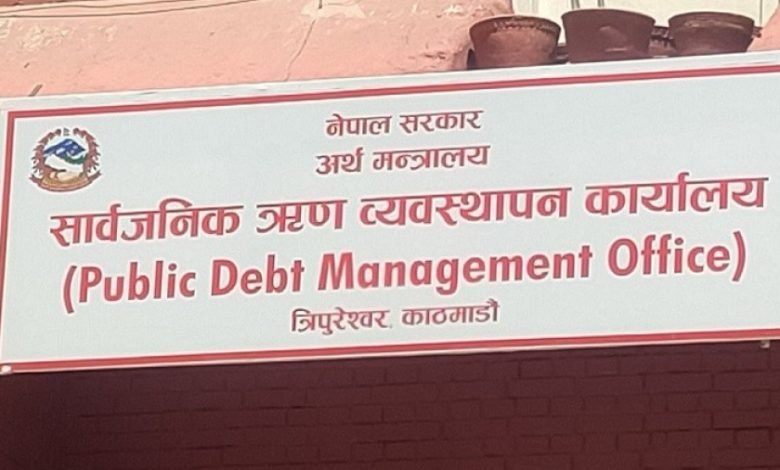 नेपाल सरकार
अर्थ मन्त्रालय
सार्वजनिक ऋण व्यवस्थापन कार्यालय
(Public Debt Management Office)
त्रिपुरेश्वर, काठमाडौं